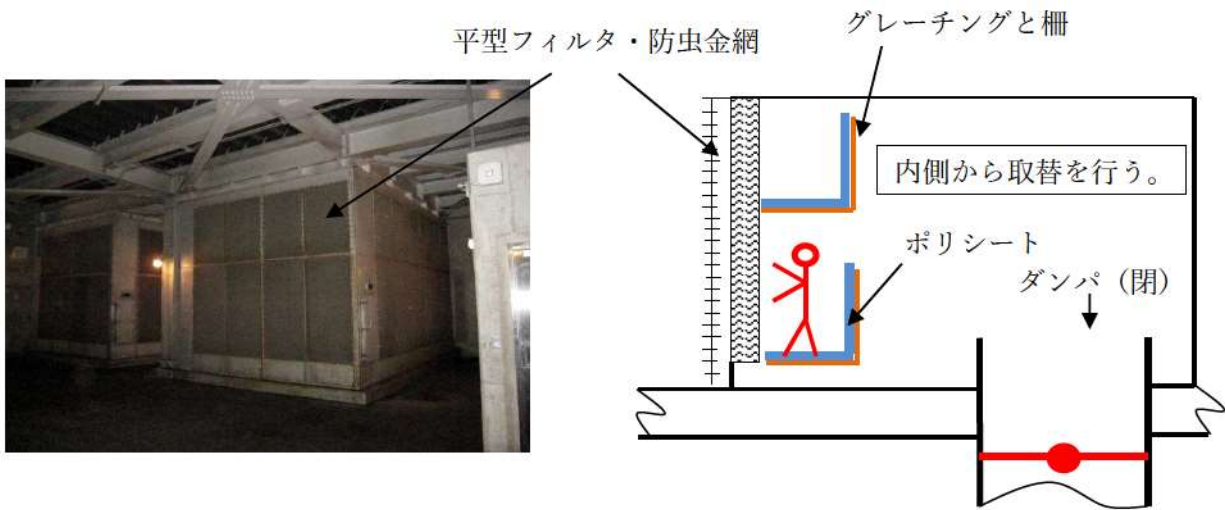 グレーチングと柵
平型フィルタ・防虫金網
内側から取替を行う。
ポリシート
ダンパ（閉）